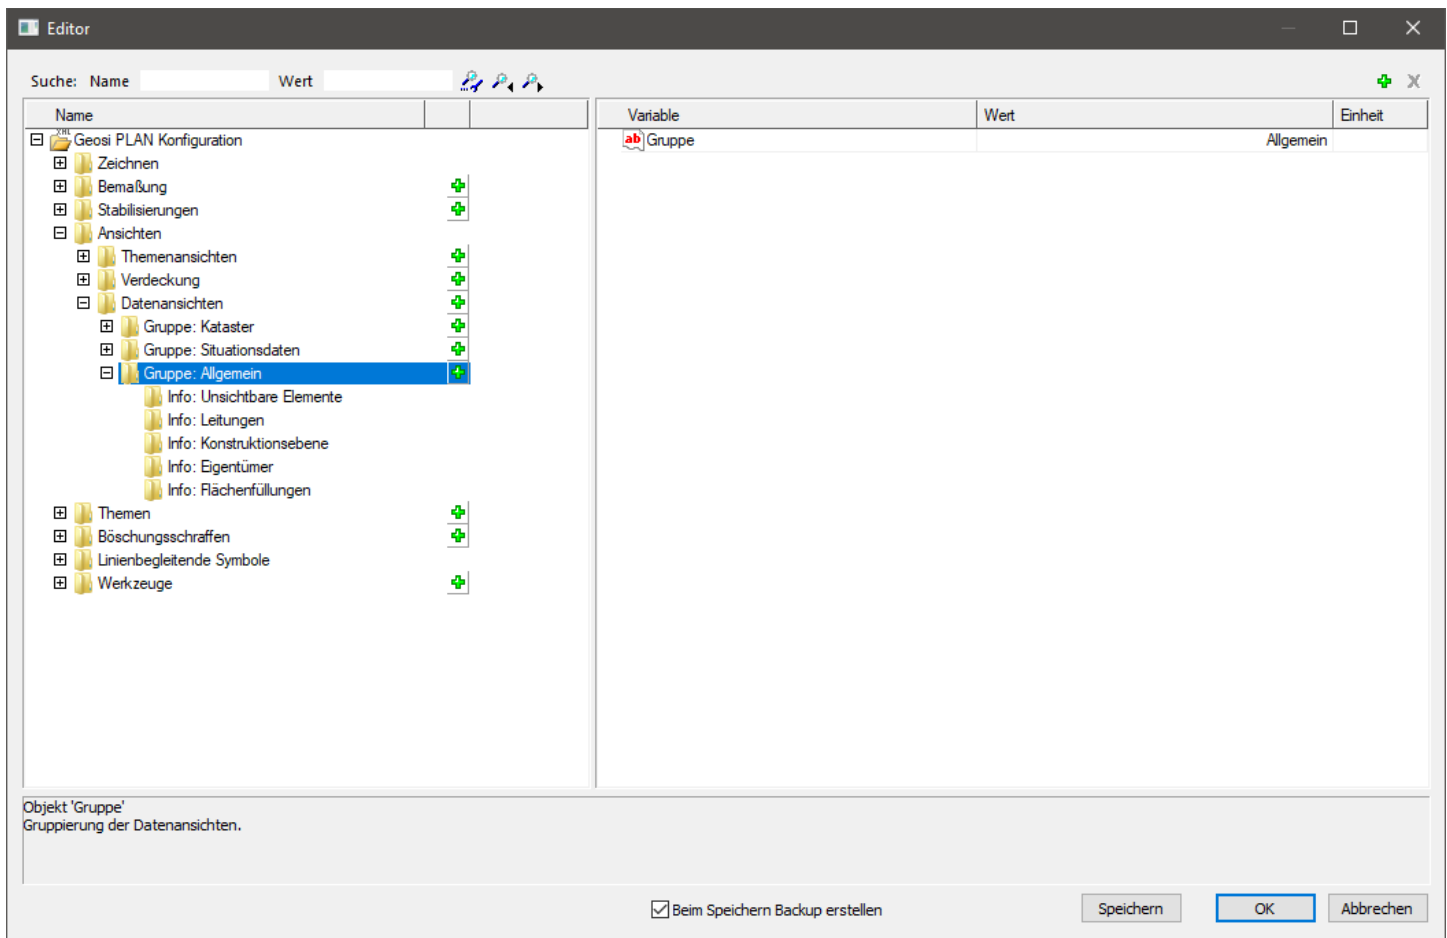 Editor
Suche: Name Wert
Name
Variable Wert Einheit
XML
Geosi PLAN Konfiguration
ab Gruppe Allgemein
Zeichnen
Bemaßung
Stabilisierungen
Ansichten
Themenansichten
Verdeckung
Datenansichten
Gruppe: Kataster
Gruppe: Situationsdaten
Gruppe: Allgemein
Info: Unsichtbare Elemente
Info: Leitungen
Info: Konstruktionsebene
Info: Eigentümer
Info: Flächenfüllungen
Themen
Böschungsschraffen
Linienbegleitende Symbole
Werkzeuge
Objekt 'Gruppe'
Gruppierung der Datenansichten.
Beim Speichern Backup erstellen
Speichern OK Abbrechen